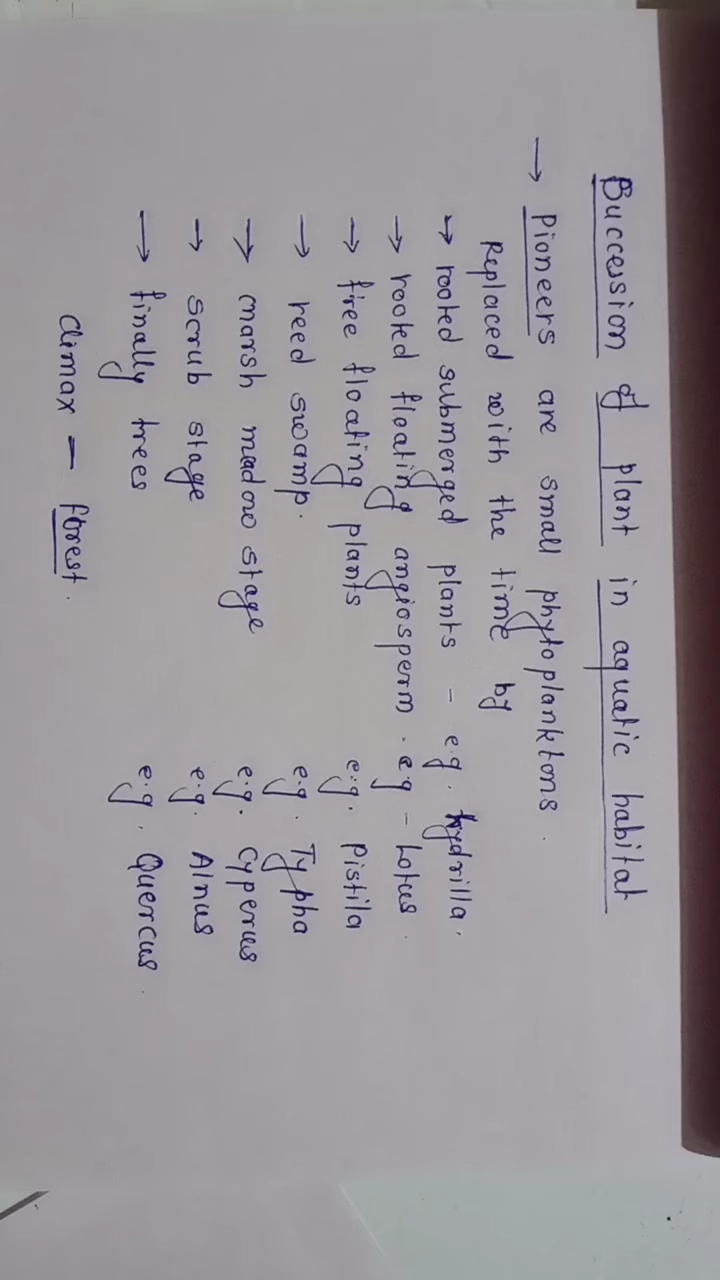 Succession of plant in aquatic habitat
→ Pioneers are small phytoplanktons.
Replaced with the time by
→ rooted submerged plants - e.g. hydrilla.
→ rooted floating angiosperm. e.g - Lotus.
→ free floating plants e.g. Pistila
→ reed swamp. e.g. Typha
→ marsh madow stage e.g. Cyperus
→ scrub stage e.g. Alnus
→ finally trees e.g. Quercus.
climax - forest.